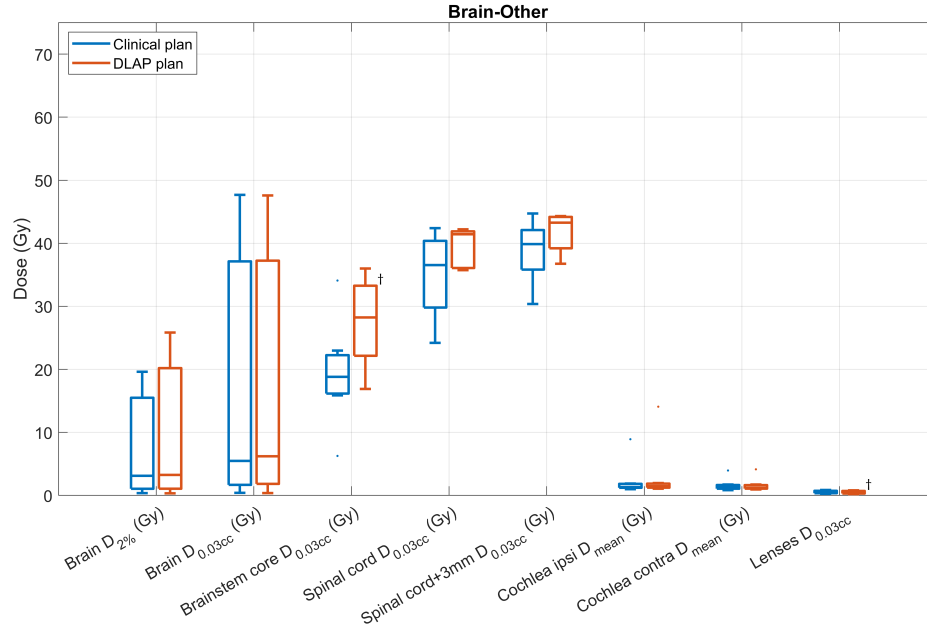 Brain-Other
Clinical plan
DLAP plan
Dose (Gy)
70
60
50
40
30
20
10
0
†
†
Brain D2% (Gy)
Brain D0.03cc (Gy)
Brainstem core D0.03cc (Gy)
Spinal cord D0.03cc (Gy)
Spinal cord+3mm D0.03cc (Gy)
Cochlea ipsi Dmean (Gy)
Cochlea contra Dmean (Gy)
Lenses D0.03cc